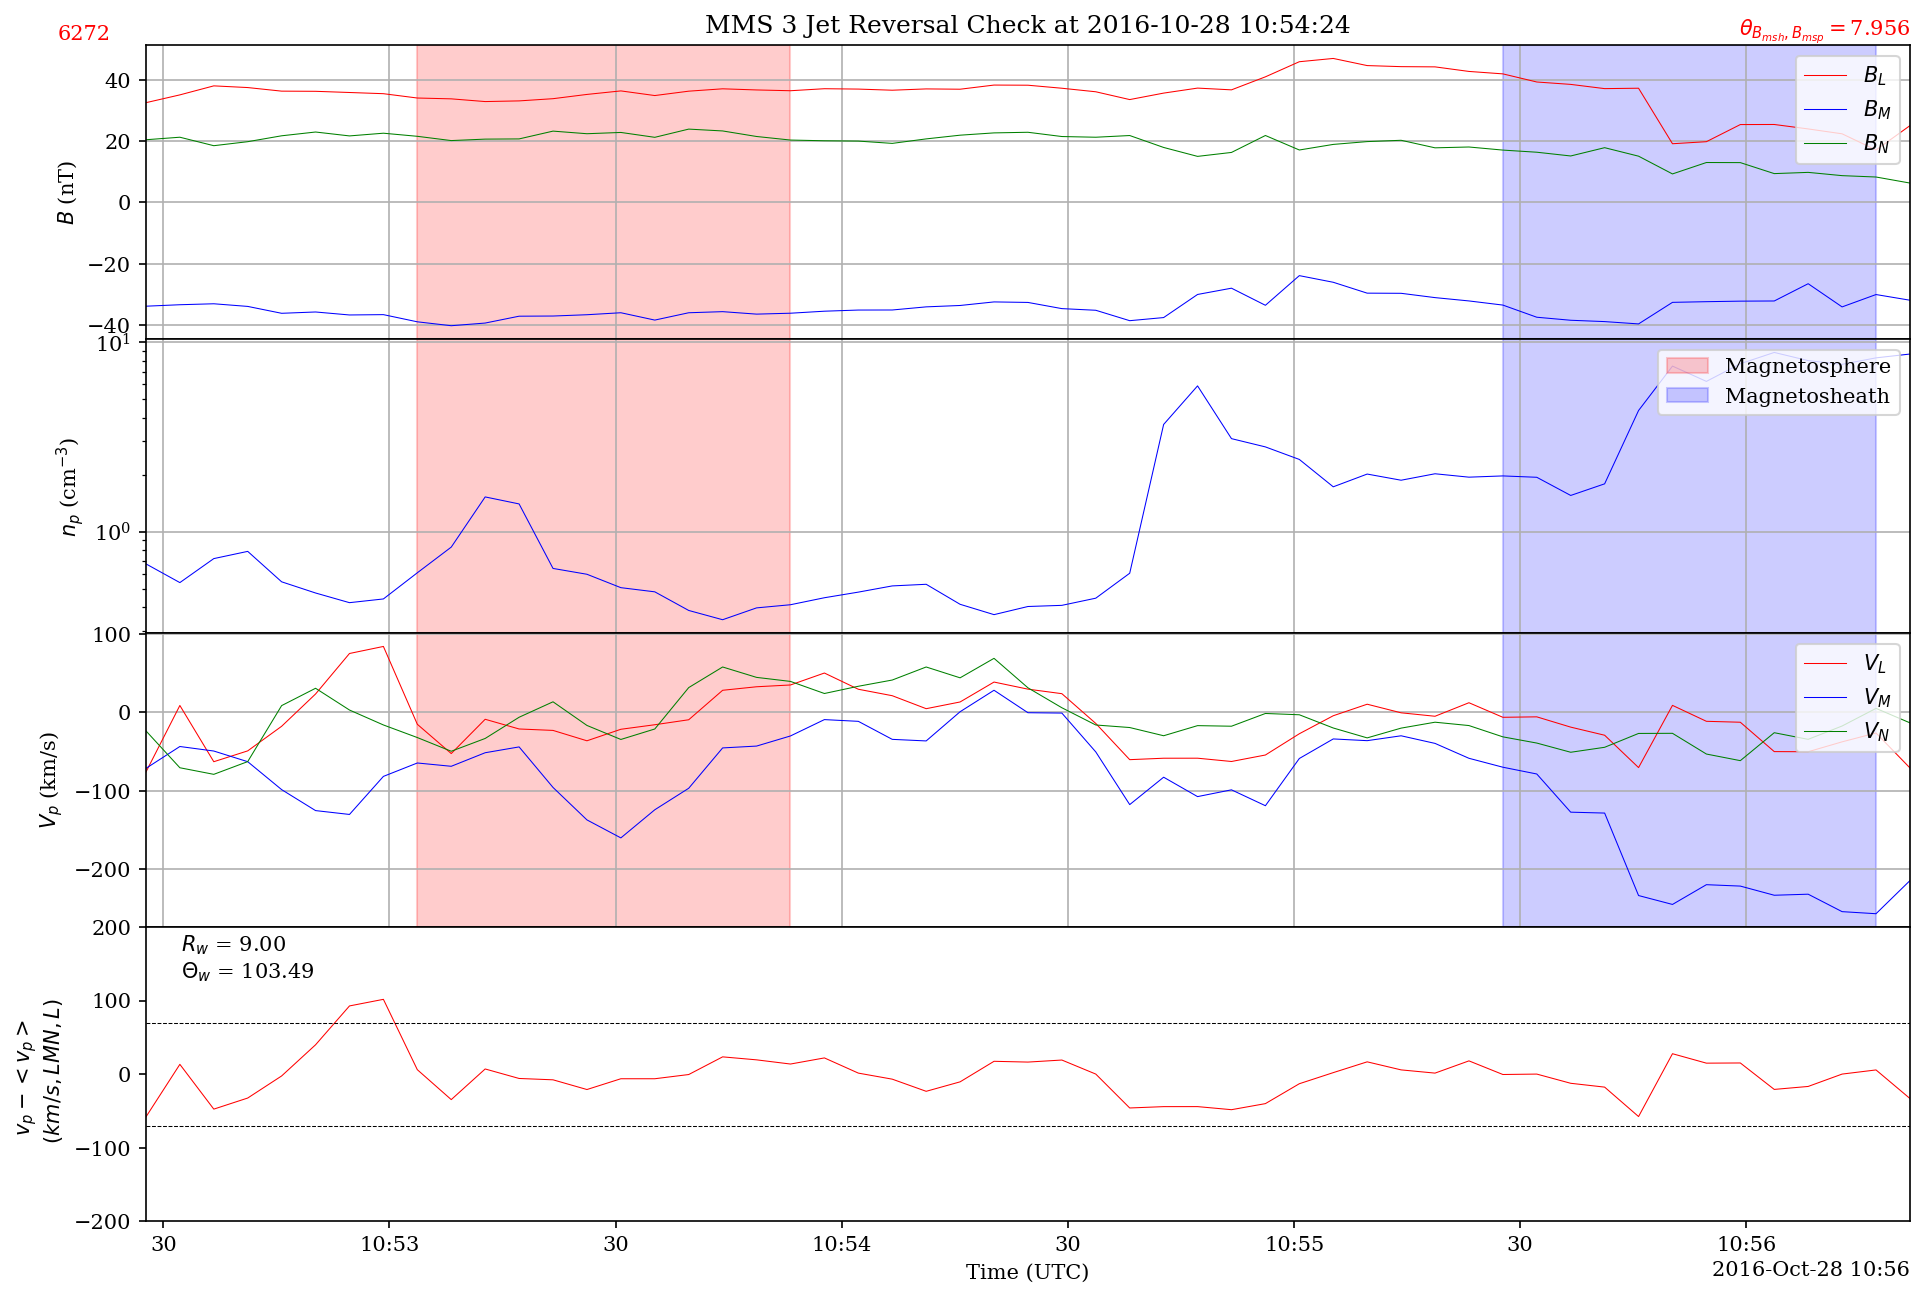 MMS 3 Jet Reversal Check at 2016-10-28 10:54:24
6272
θ_{B_{msh}, B_{msp}} = 7.956
40
20
0
−20
−40
B (nT)
B_L
B_M
B_N
10^1
10^0
n_p (cm^{−3})
Magnetosphere
Magnetosheath
100
0
−100
−200
V_p (km/s)
V_L
V_M
V_N
200
100
0
−100
−200
v_p − < v_p >
(km/s, LMN, L)
R_w = 9.00
Θ_w = 103.49
30 10:53 30 10:54 30 10:55 30 10:56
Time (UTC)
2016-Oct-28 10:56